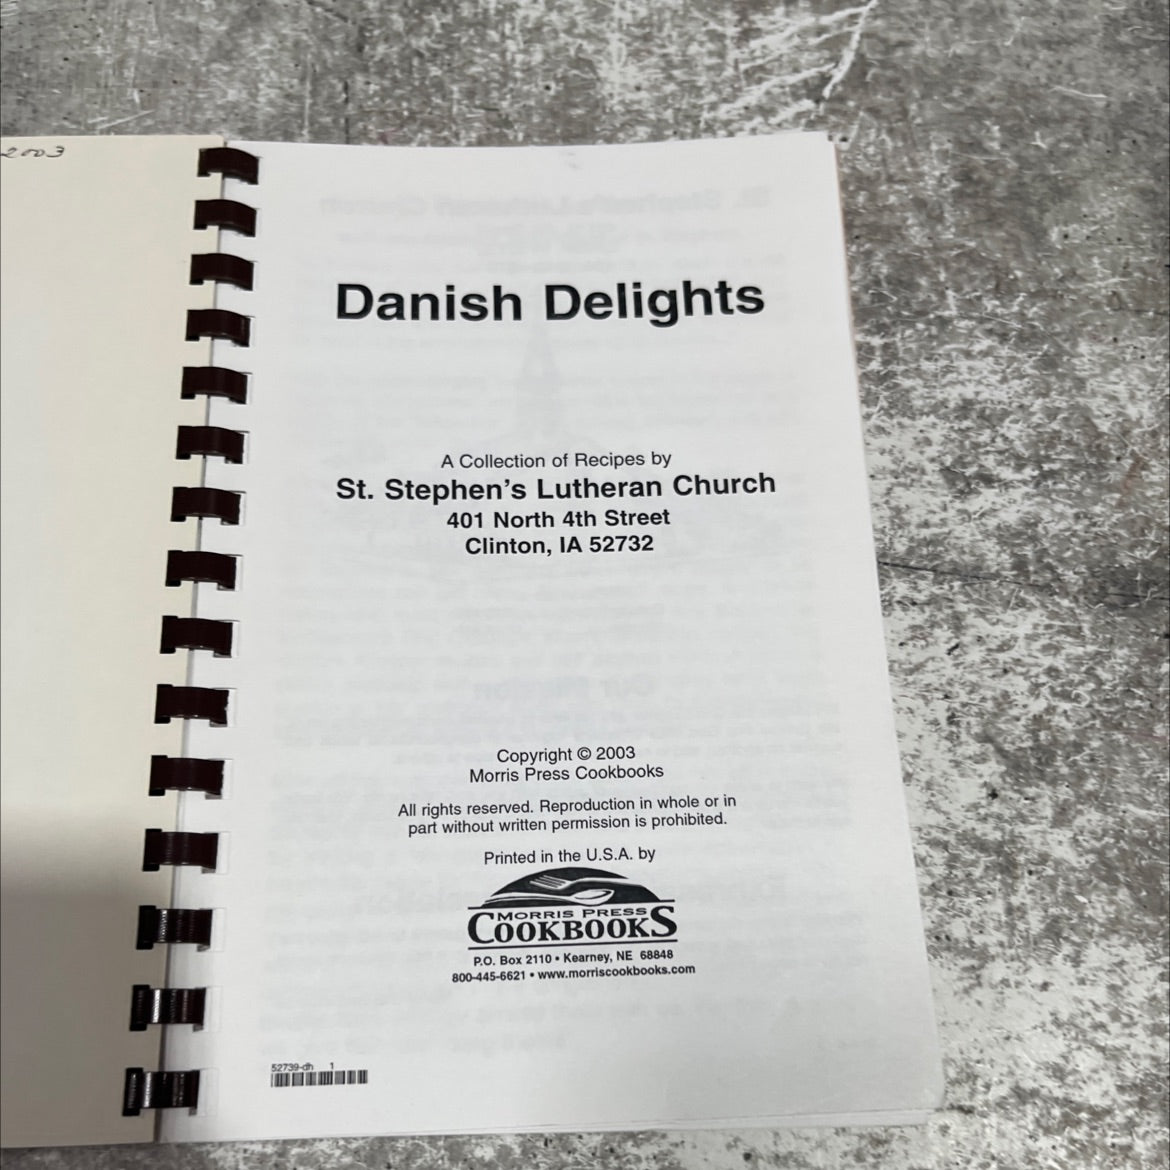 2003
Danish Delights
A Collection of Recipes by
St. Stephen's Lutheran Church
401 North 4th Street
Clinton, IA 52732
Copyright © 2003
Morris Press Cookbooks
All rights reserved. Reproduction in whole or in
part without written permission is prohibited.
Printed in the U.S.A. by
MORRIS PRESS
COOKBOOKS
P.O. Box 2110 • Kearney, NE 68848
800-445-6621 • www.morriscookbooks.com
52739-dh 1